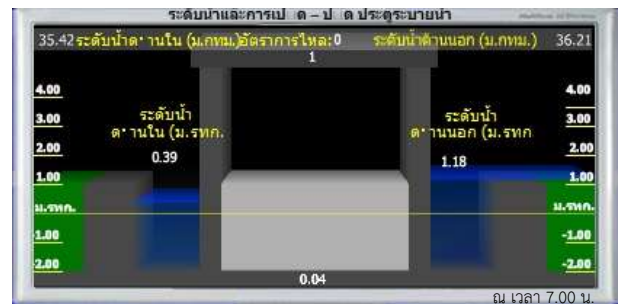 ระดับน้ำและการเปิด – ปิด ประตูระบายน้ำ
35.42 ระดับน้ำด านใน (ม.กทม.) อัตราการไหล: 0 ระดับน้ำด้านนอก (ม.กทม.) 36.21
1
4.00 4.00
3.00 ระดับน้ำ ระดับน้ำ 3.00
ด านใน (ม.รทก. ด านนอก (ม.รทก
2.00 0.39 1.18 2.00
1.00 1.00
ม.รทก. ม.รทก.
-1.00 -1.00
-2.00 -2.00
0.04
ณ เวลา 7.00 น.